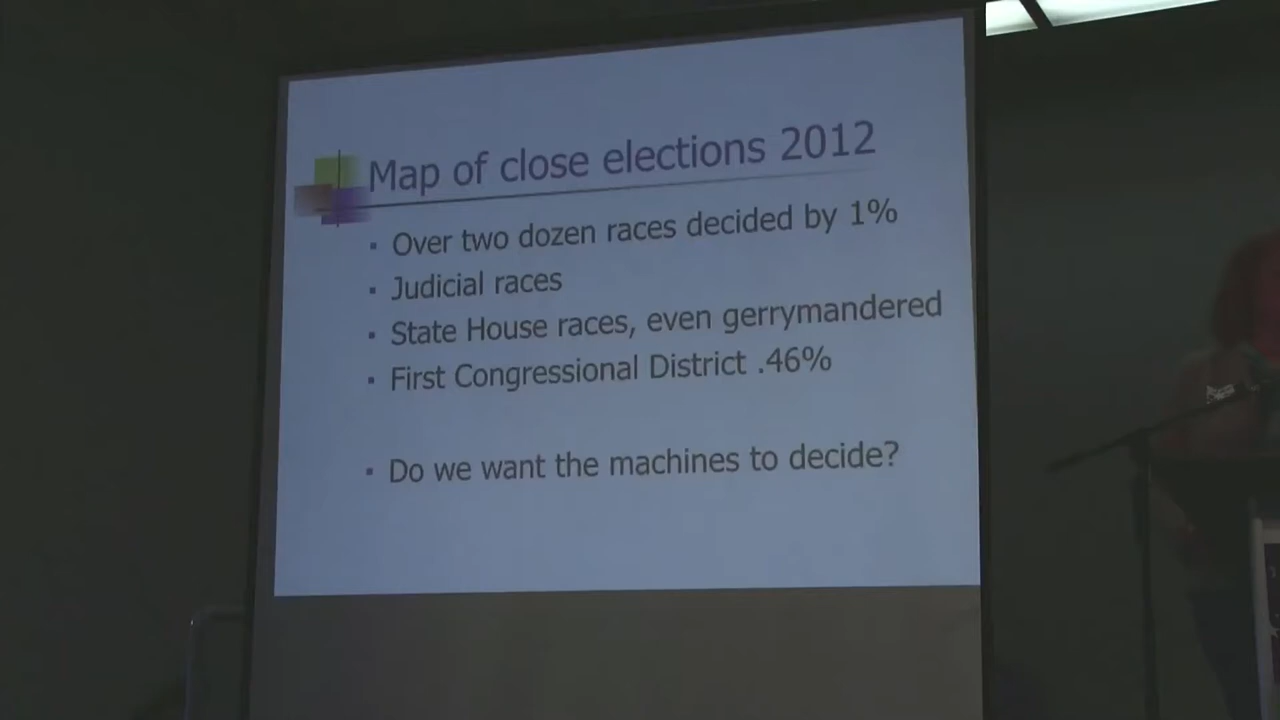 Map of close elections 2012
Over two dozen races decided by 1%
Judicial races
State House races, even gerrymandered
First Congressional District .46%
Do we want the machines to decide?